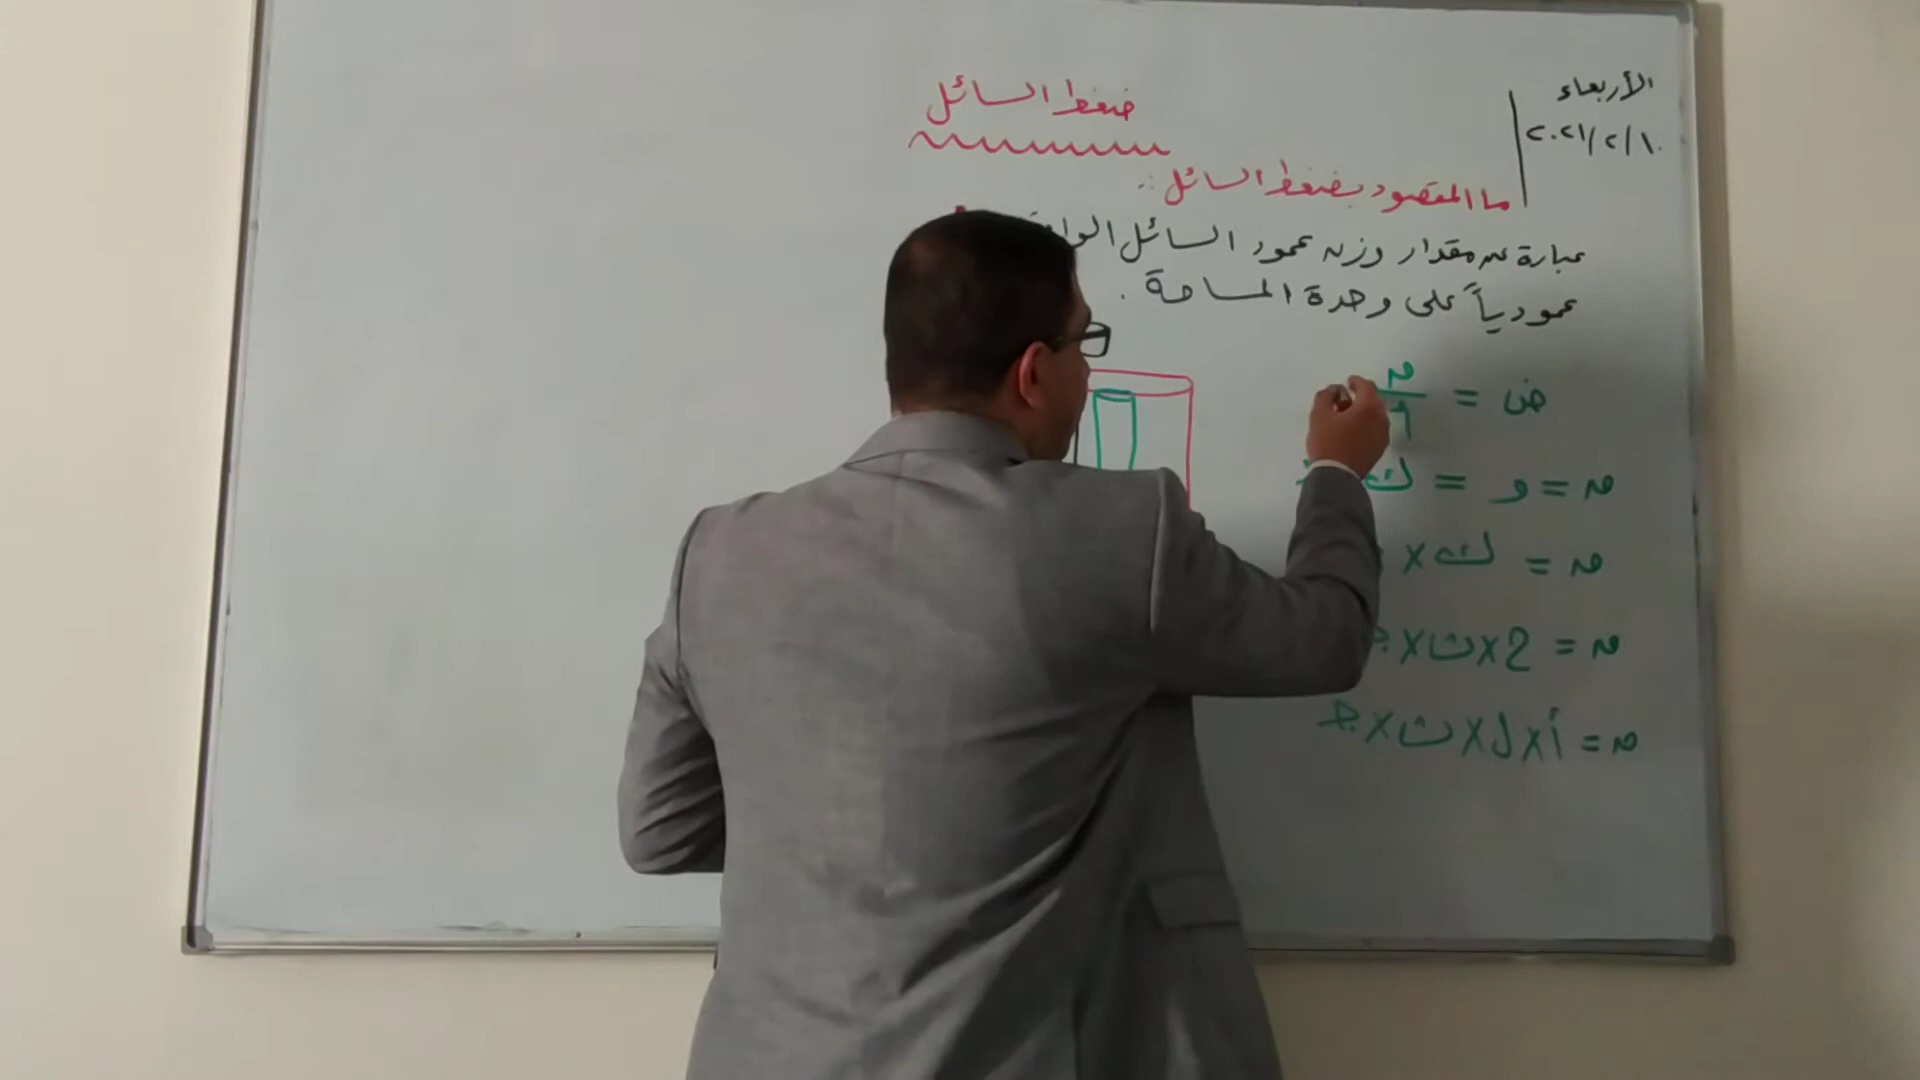 الأربعاء
٢٠٢١/٢/١٠
ضغط السائل
ما المقصود بضغط السائل :
عبارة عن مقدار وزن عمود السائل
عمودياً على وحدة المساحة .
ض = ق/أ
ق = و = ك
ق = ك ×
ق = ح × ث × جـ
ق = أ × ل × ث × جـ